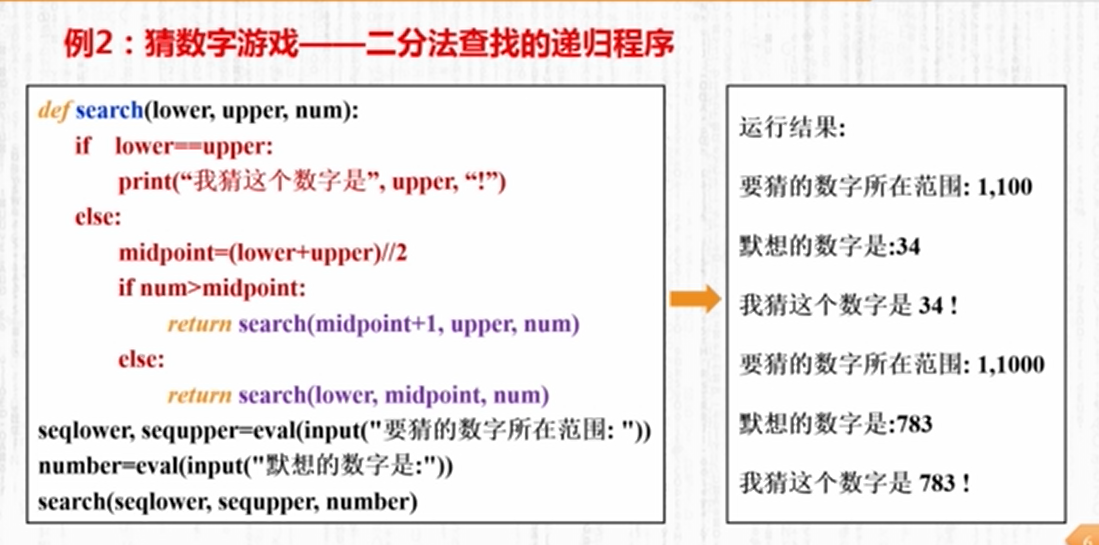 例2：猜数字游戏——二分法查找的递归程序
def search(lower, upper, num):
if lower==upper:
print(“我猜这个数字是”, upper, “!”)
else:
midpoint=(lower+upper)//2
if num>midpoint:
return search(midpoint+1, upper, num)
else:
return search(lower, midpoint, num)
seqlower, sequpper=eval(input("要猜的数字所在范围: "))
number=eval(input("默想的数字是:"))
search(seqlower, sequpper, number)
运行结果:
要猜的数字所在范围: 1,100
默想的数字是:34
我猜这个数字是 34 !
要猜的数字所在范围: 1,1000
默想的数字是:783
我猜这个数字是 783 !
6